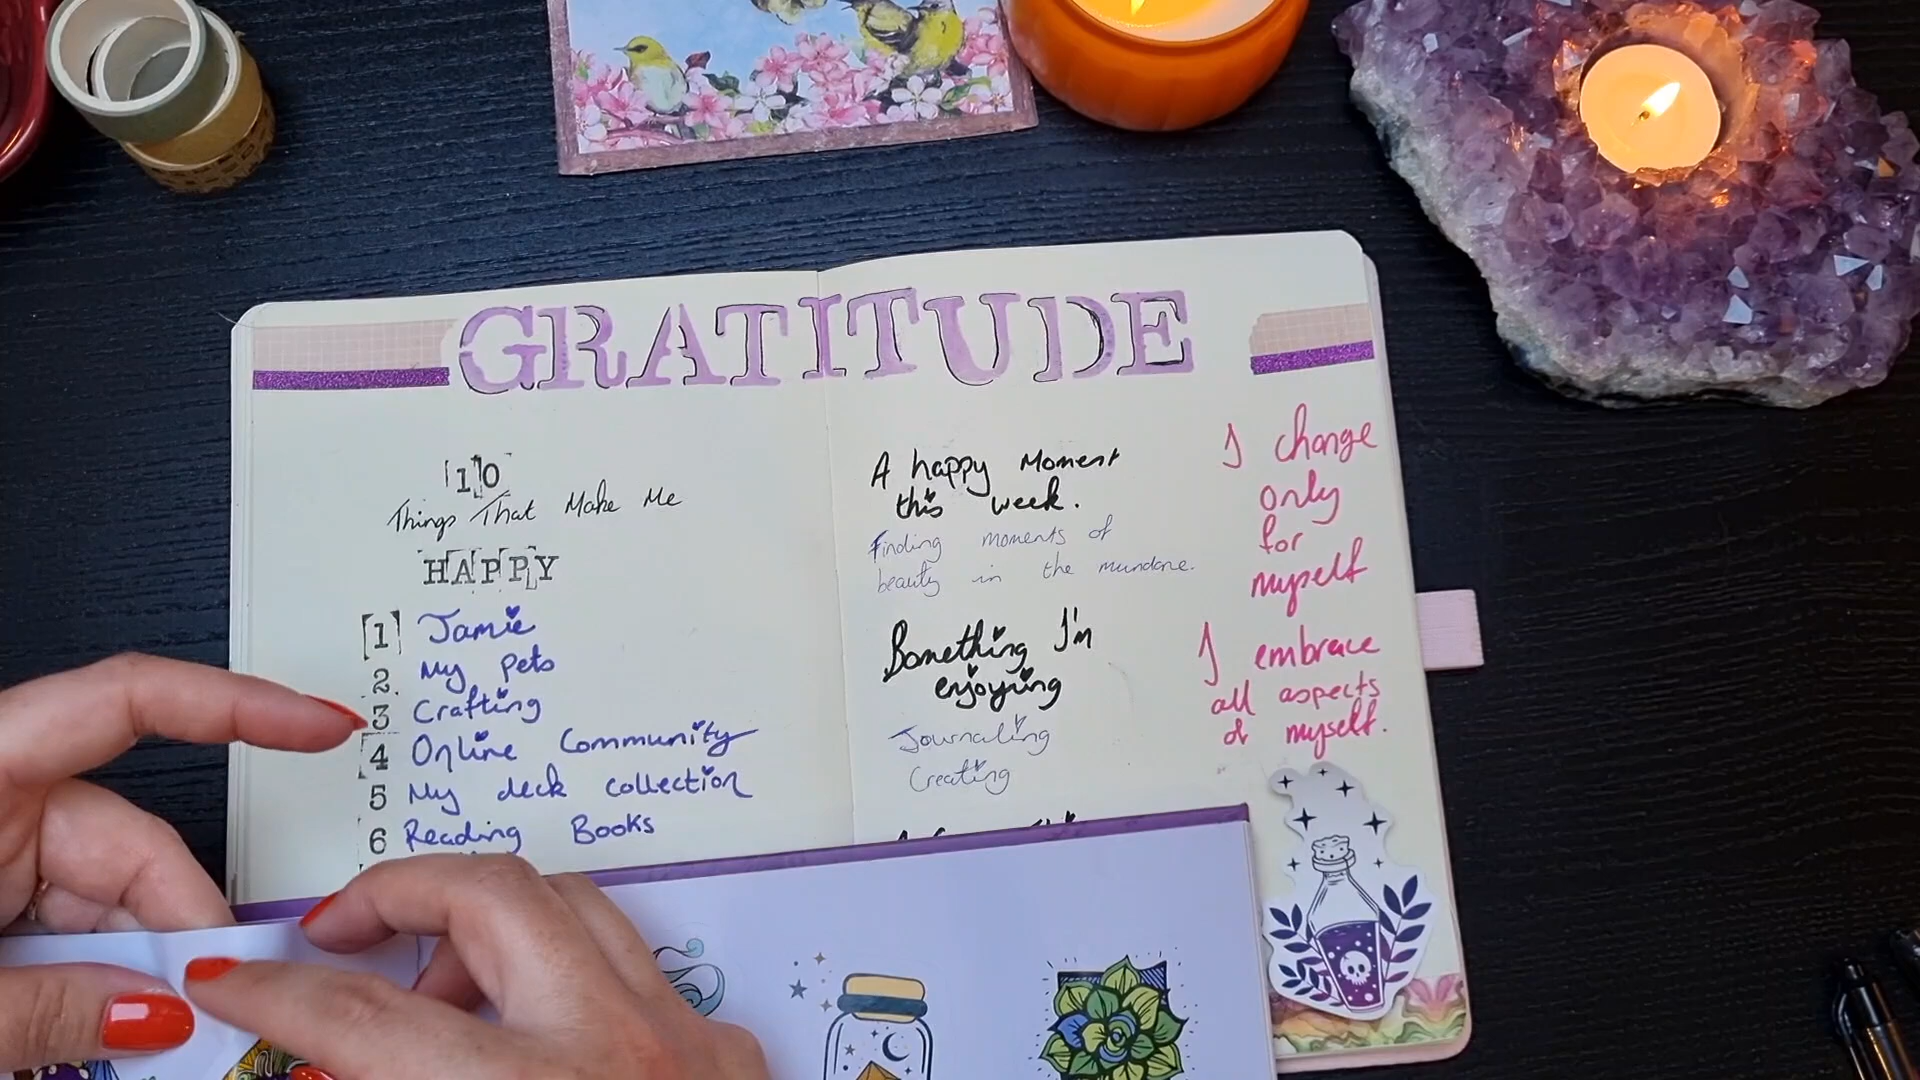 GRATITUDE
10
Things That Make Me
HAPPY
1 Jamie
2. My pets
3 Crafting
4 Online Community
5 My deck collection
6 Reading Books
A happy Moment
this week.
Finding moments of
beauty in the mundane.
Something I'm
enjoying
Journaling
Creating
I change
only
for
myself
I embrace
all aspects
of myself.